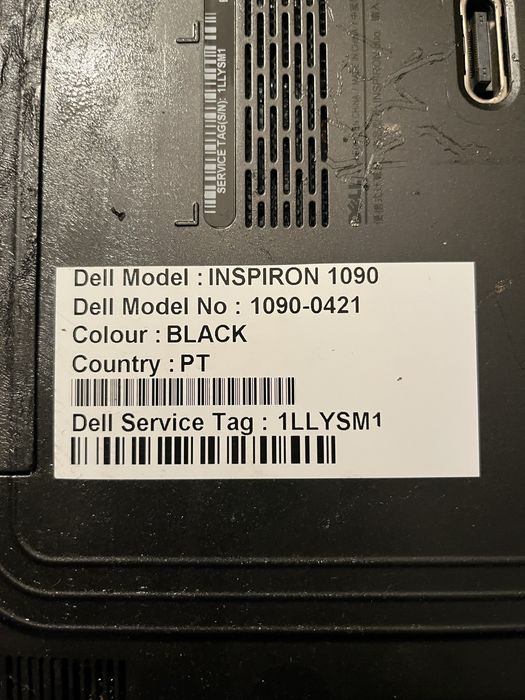 SERVICE TAG(S/N): 1LLYSM1
Dell Model : INSPIRON 1090
Dell Model No : 1090-0421
Colour : BLACK
Country : PT
Dell Service Tag : 1LLYSM1